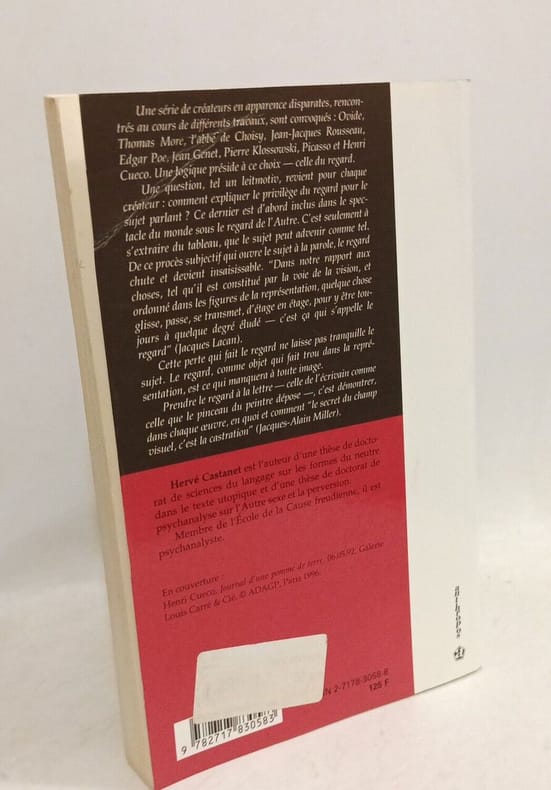 Une série de créateurs en apparence disparates, rencon-
trés au cours de différents travaux, sont convoqués : Ovide,
Thomas More, l'abbé de Choisy, Jean-Jacques Rousseau,
Edgar Poe, Jean Genet, Pierre Klossowski, Picasso et Henri
Cueco. Une logique préside à ce choix — celle du regard.
Une question, tel un leitmotiv, revient pour chaque
créateur : comment expliquer le privilège du regard pour le
sujet parlant ? Ce dernier est d'abord inclus dans le spec-
tacle du monde sous le regard de l'Autre. C'est seulement à
s'extraire du tableau, que le sujet peut advenir comme tel.
De ce procès subjectif qui ouvre le sujet à la parole, le regard
chute et devient insaisissable. "Dans notre rapport aux
choses, tel qu'il est constitué par la voie de la vision, et
ordonné dans les figures de la représentation, quelque chose
glisse, passe, se transmet, d'étage en étage, pour y être tou-
jours à quelque degré éludé — c'est ça qui s'appelle le
regard" (Jacques Lacan).
Cette perte qui fait le regard ne laisse pas tranquille le
sujet. Le regard, comme objet qui fait trou dans la repré-
sentation, est ce qui manquera à toute image.
Prendre le regard à la lettre — celle de l'écrivain comme
celle que le pinceau du peintre dépose —, c'est démontrer,
dans chaque œuvre, en quoi et comment "le secret du champ
visuel, c'est la castration" (Jacques-Alain Miller).
Hervé Castanet est l'auteur d'une thèse de docto-
rat de sciences du langage sur les formes du neutre
dans le texte utopique et d'une thèse de doctorat de
psychanalyse sur l'Autre sexe et la perversion.
Membre de l'École de la Cause freudienne, il est
psychanalyste.
En couverture :
Henri Cueco, Journal d'une pomme de terre, 06.05.92, Galerie
Louis Carré & Cie, © ADAGP, Paris 1996.
N 2-7178-3058-8
125 F
9 782717 830583